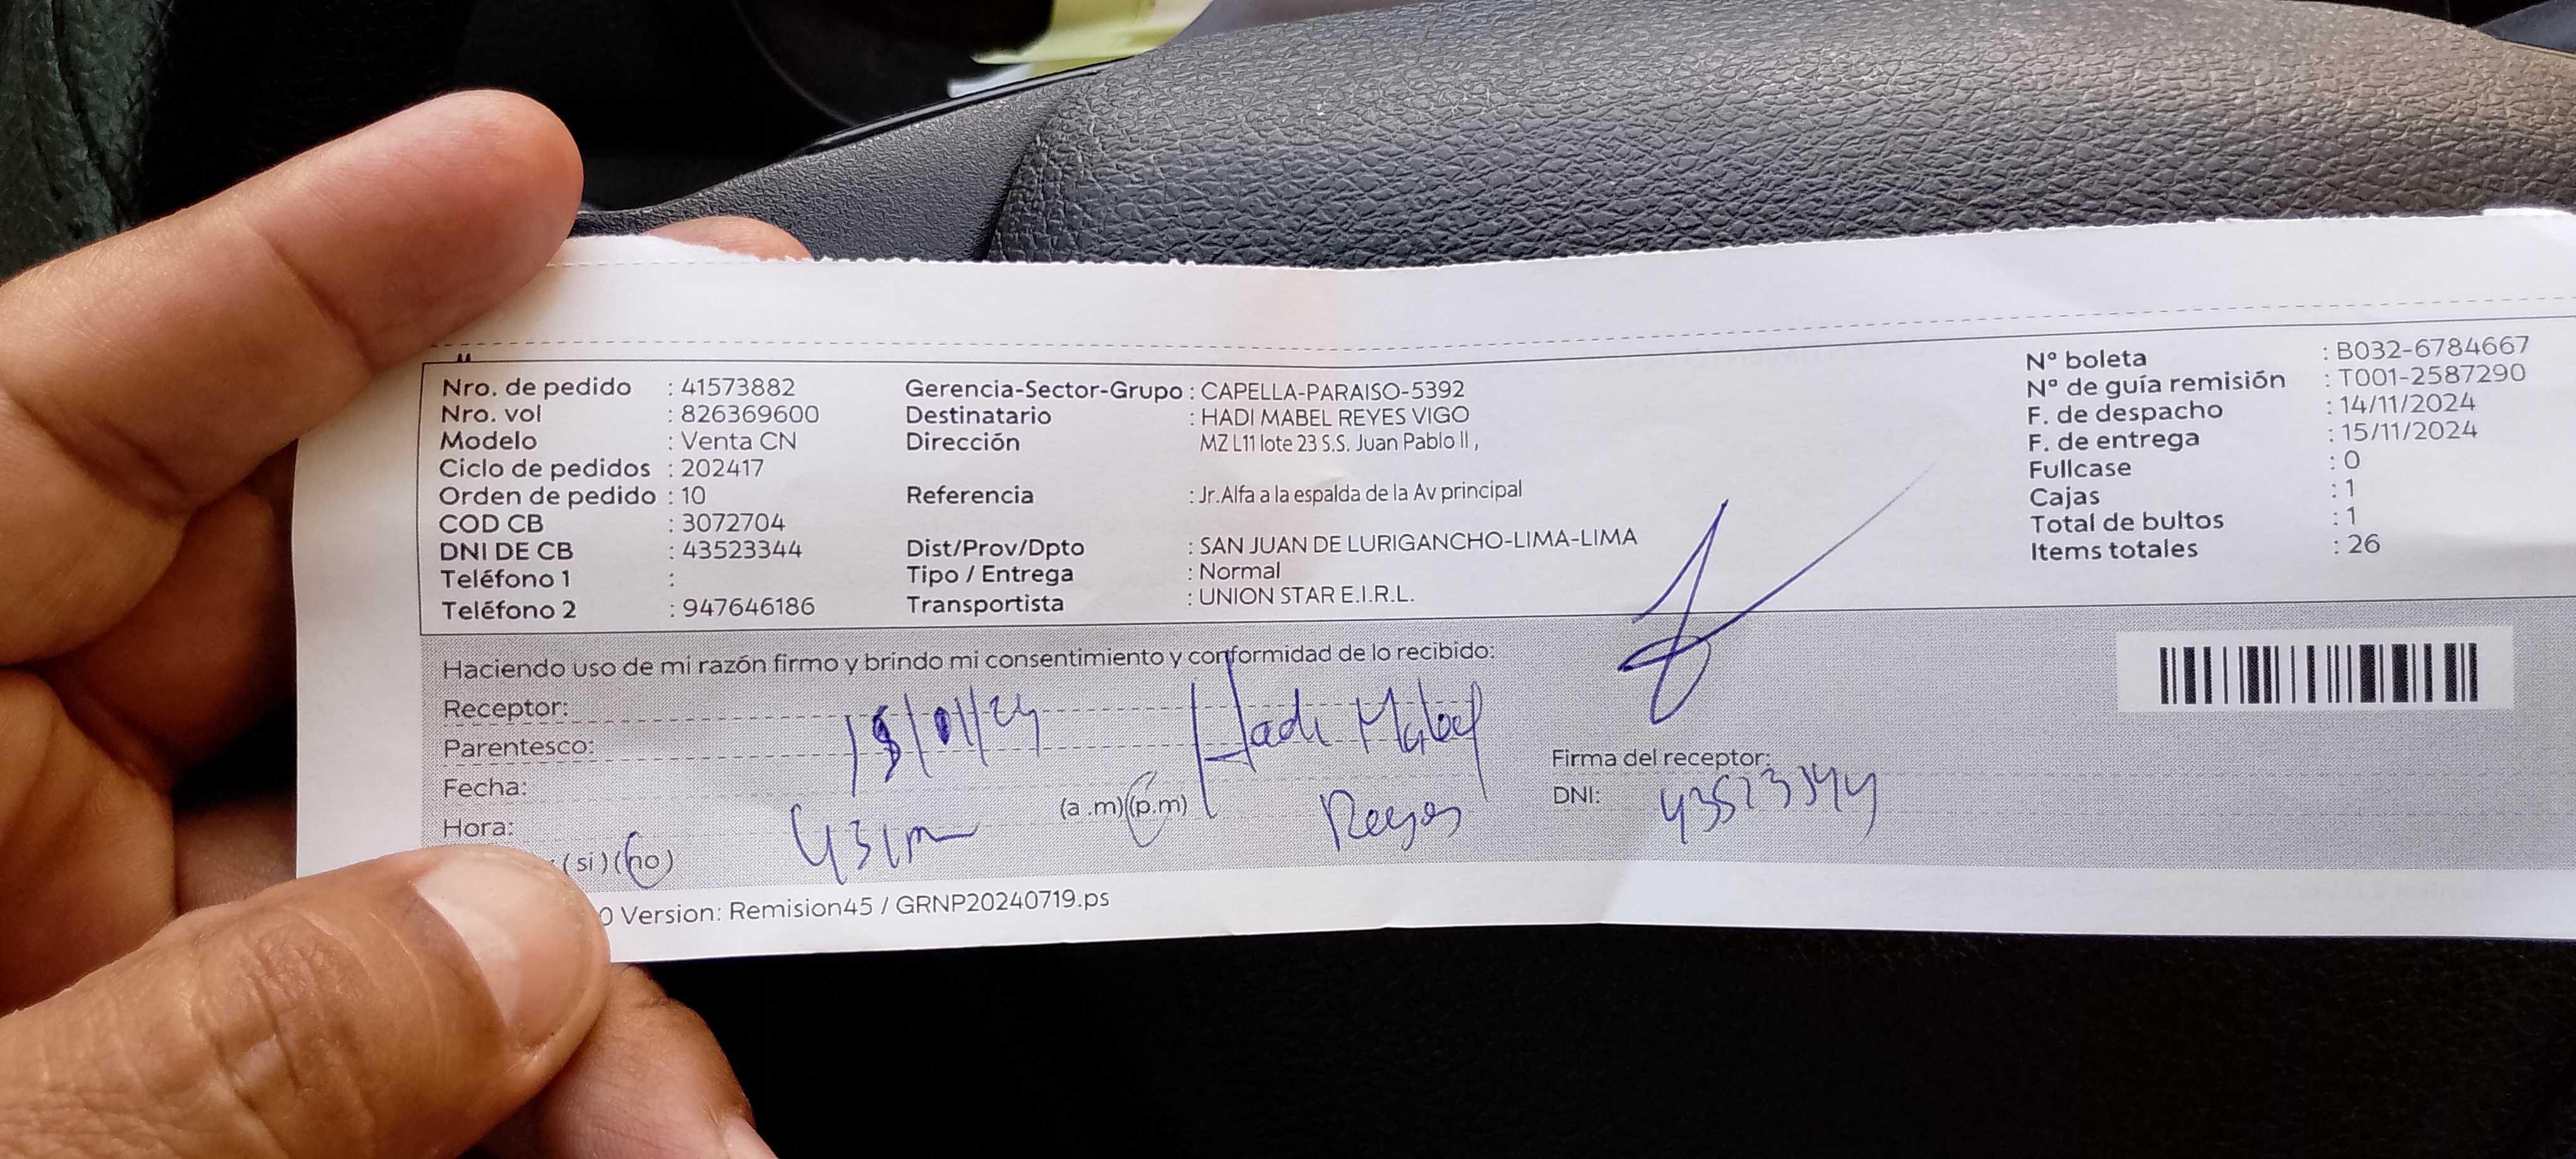 Nro. de pedido : 41573882
Nro. vol : 826369600
Modelo : Venta CN
Ciclo de pedidos : 202417
Orden de pedido : 10
COD CB : 3072704
DNI DE CB : 43523344
Teléfono 1 :
Teléfono 2 : 947646186
Gerencia-Sector-Grupo : CAPELLA-PARAISO-5392
Destinatario : HADI MABEL REYES VIGO
Dirección MZ L11 lote 23 S.S. Juan Pablo II ,
Referencia : Jr.Alfa a la espalda de la Av principal
Dist/Prov/Dpto : SAN JUAN DE LURIGANCHO-LIMA-LIMA
Tipo / Entrega : Normal
Transportista : UNION STAR E.I.R.L.
Nº boleta : B032-6784667
Nº de guía remisión : T001-2587290
F. de despacho : 14/11/2024
F. de entrega : 15/11/2024
Fullcase : 0
Cajas : 1
Total de bultos : 1
Items totales : 26
Haciendo uso de mi razón firmo y brindo mi consentimiento y conformidad de lo recibido:
Receptor:
Parentesco:
Fecha:
Hora: (a .m)(p.m)
(si)(no)
Hadi Mabel
Reyes
Firma del receptor:
DNI: 43523344
0 Version: Remision45 / GRNP20240719.ps